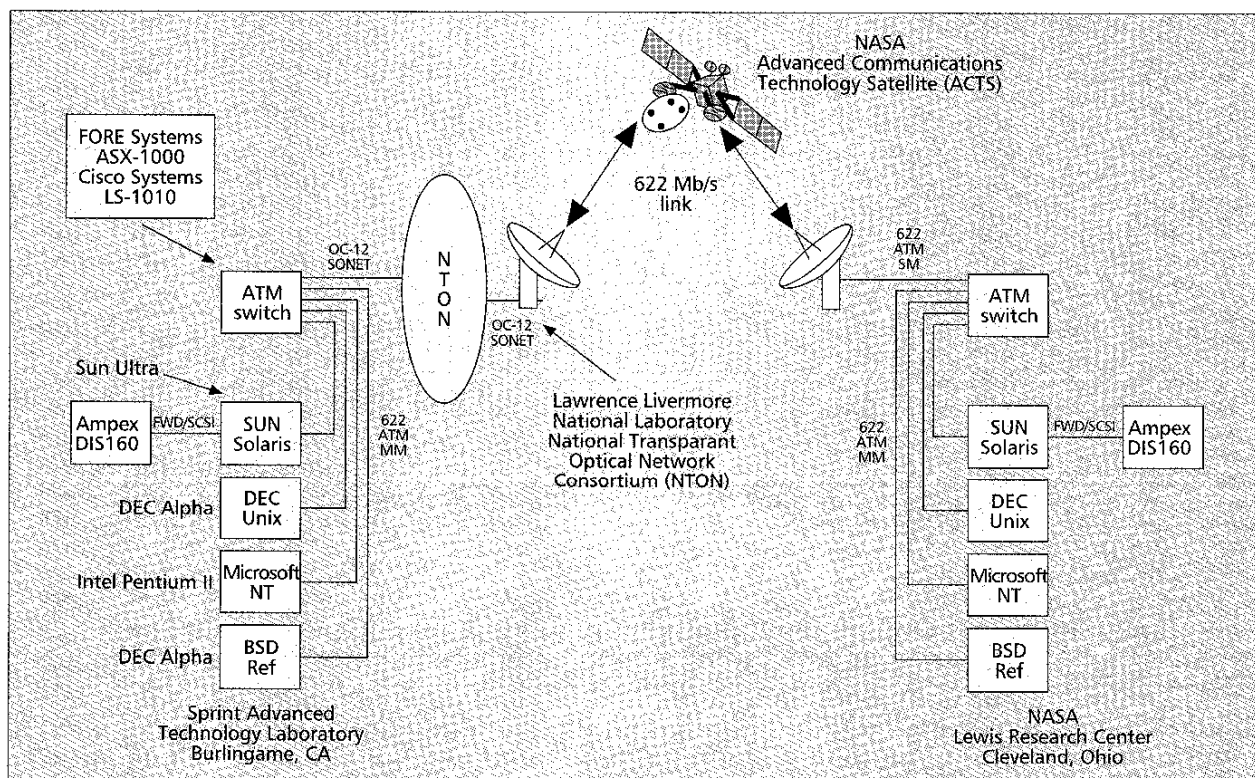 NASA
Advanced Communications
Technology Satellite (ACTS)
FORE Systems
ASX-1000
Cisco Systems
LS-1010
622 Mb/s
link
OC-12
SONET
N
T
O
N
622
ATM
SM
ATM
switch
OC-12
SONET
ATM
switch
Sun Ultra
Ampex
DIS160
FWD/SCSI
SUN
Solaris
622
ATM
MM
Lawrence Livermore
National Laboratory
National Transparant
Optical Network
Consortium (NTON)
622
ATM
MM
SUN
Solaris
FWD/SCSI
Ampex
DIS160
DEC Alpha
DEC
Unix
DEC
Unix
Intel Pentium II
Microsoft
NT
Microsoft
NT
DEC Alpha
BSD
Ref
BSD
Ref
Sprint Advanced
Technology Laboratory
Burlingame, CA
NASA
Lewis Research Center
Cleveland, Ohio